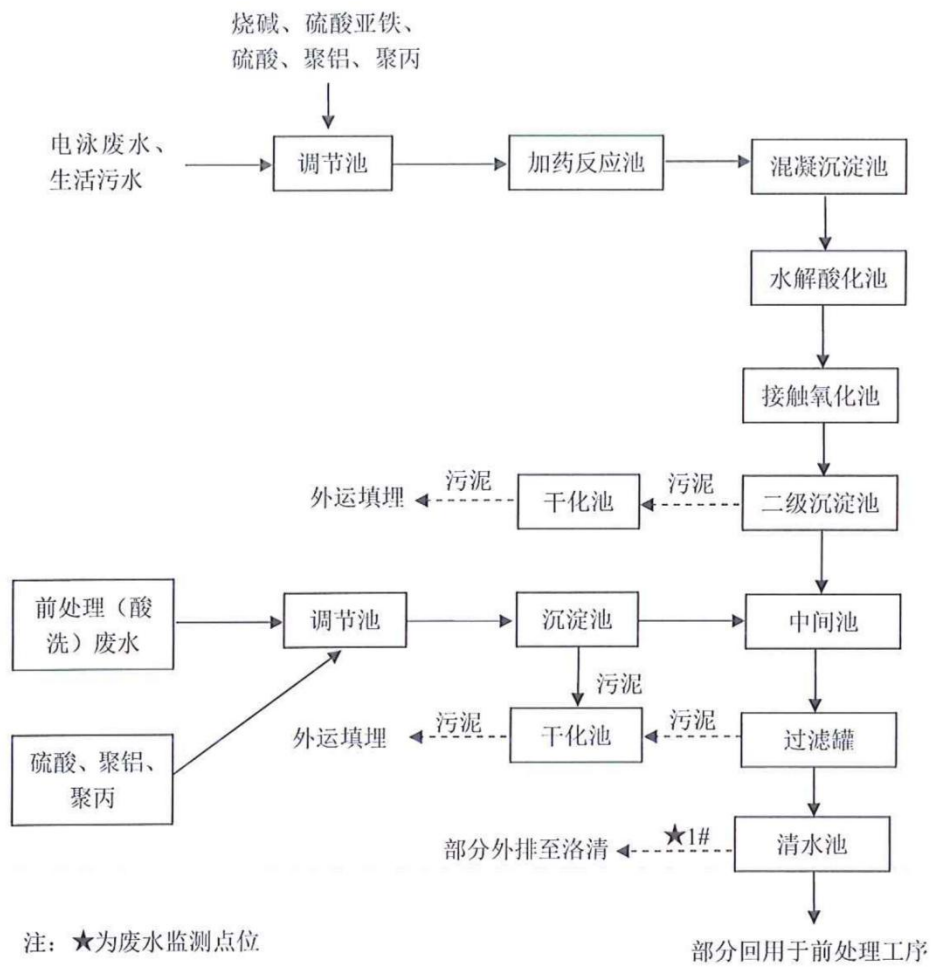 烧碱、硫酸亚铁、
硫酸、聚铝、聚丙
电泳废水、
生活污水
调节池
加药反应池
混凝沉淀池
水解酸化池
接触氧化池
外运填埋
污泥
干化池
污泥
二级沉淀池
前处理（酸
洗）废水
调节池
沉淀池
中间池
污泥
外运填埋
污泥
干化池
污泥
过滤罐
硫酸、聚铝、
聚丙
部分外排至洛清
★1#
清水池
注：★为废水监测点位
部分回用于前处理工序